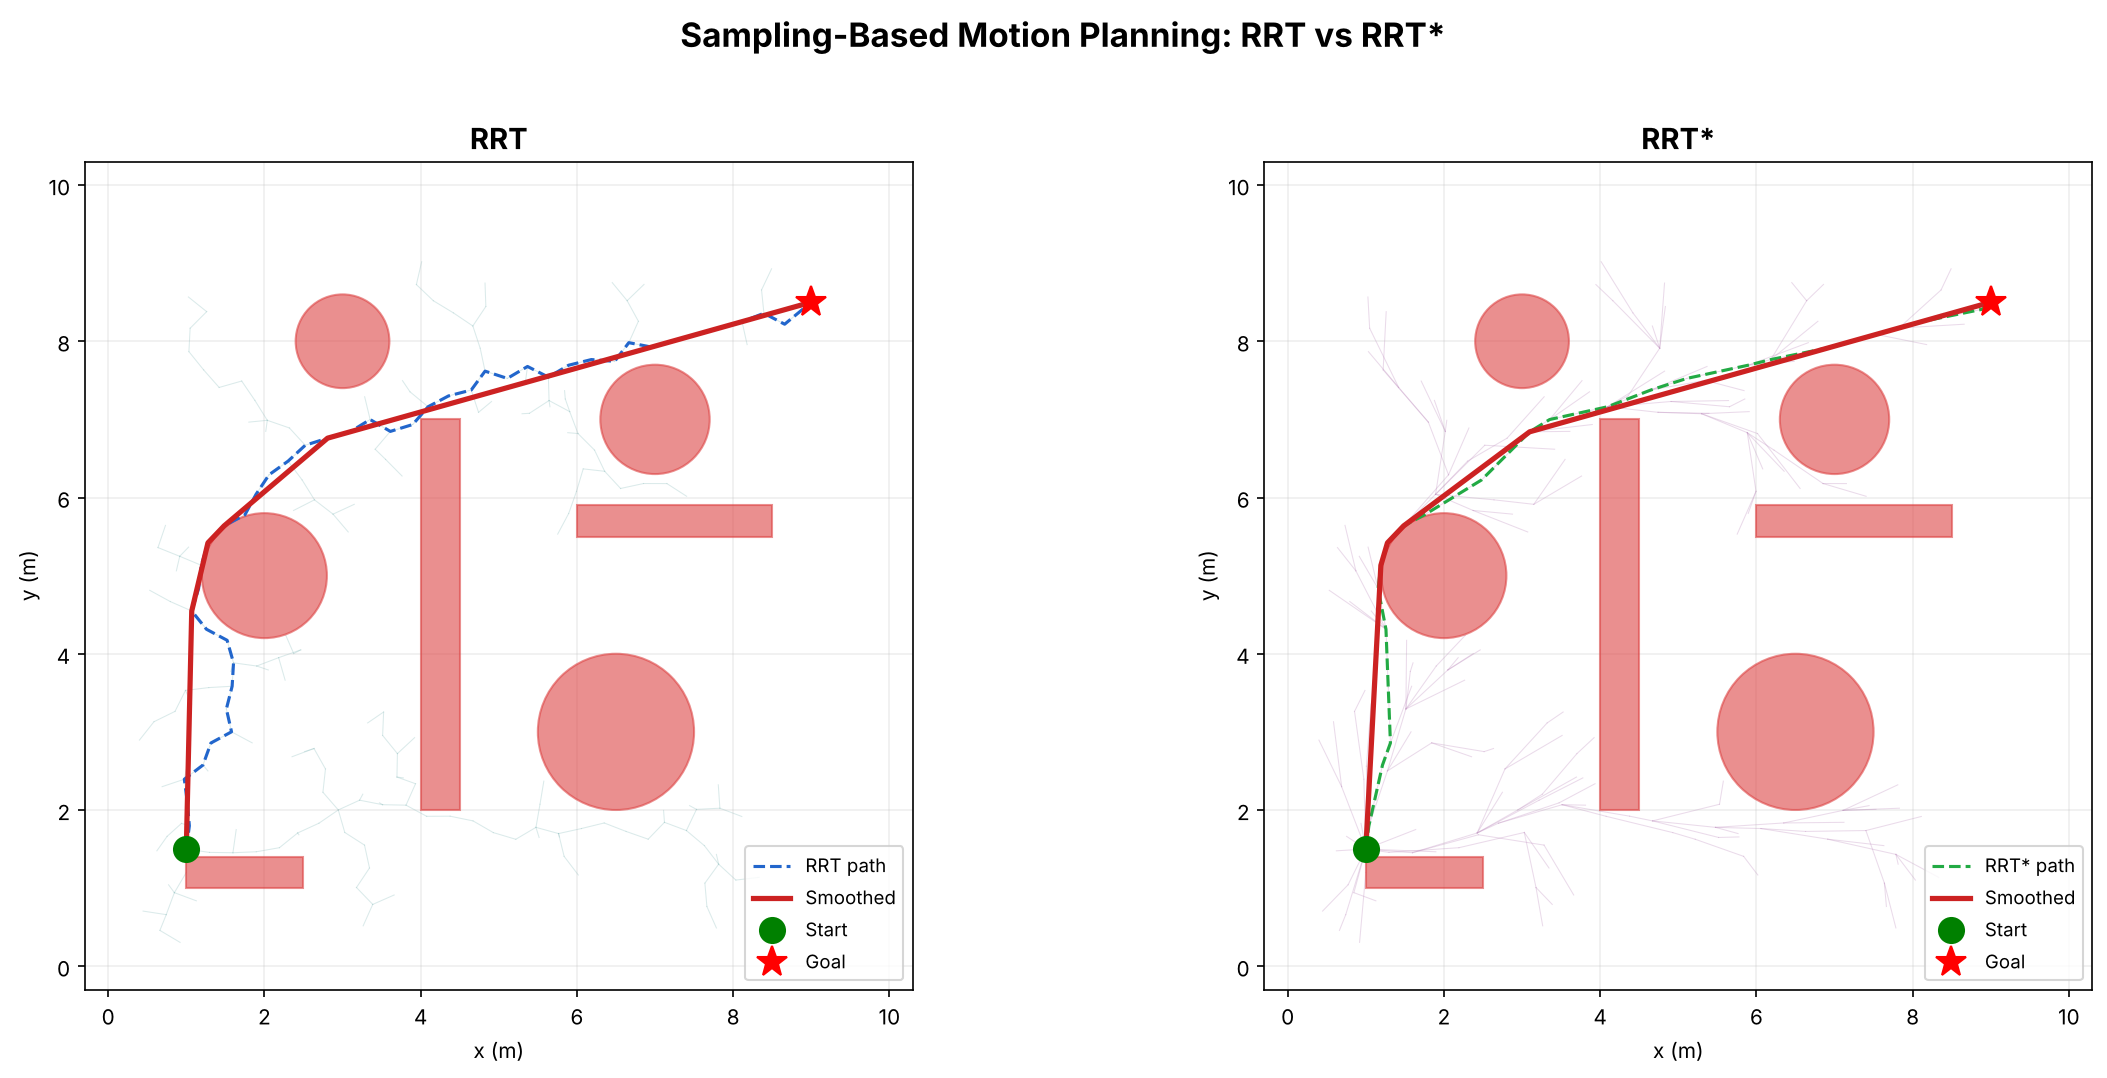 Sampling-Based Motion Planning: RRT vs RRT*
RRT
10
8
6
4
2
0
y (m)
0 2 4 6 8 10
x (m)
RRT path
Smoothed
Start
Goal
RRT*
10
8
6
4
2
0
y (m)
0 2 4 6 8 10
x (m)
RRT* path
Smoothed
Start
Goal